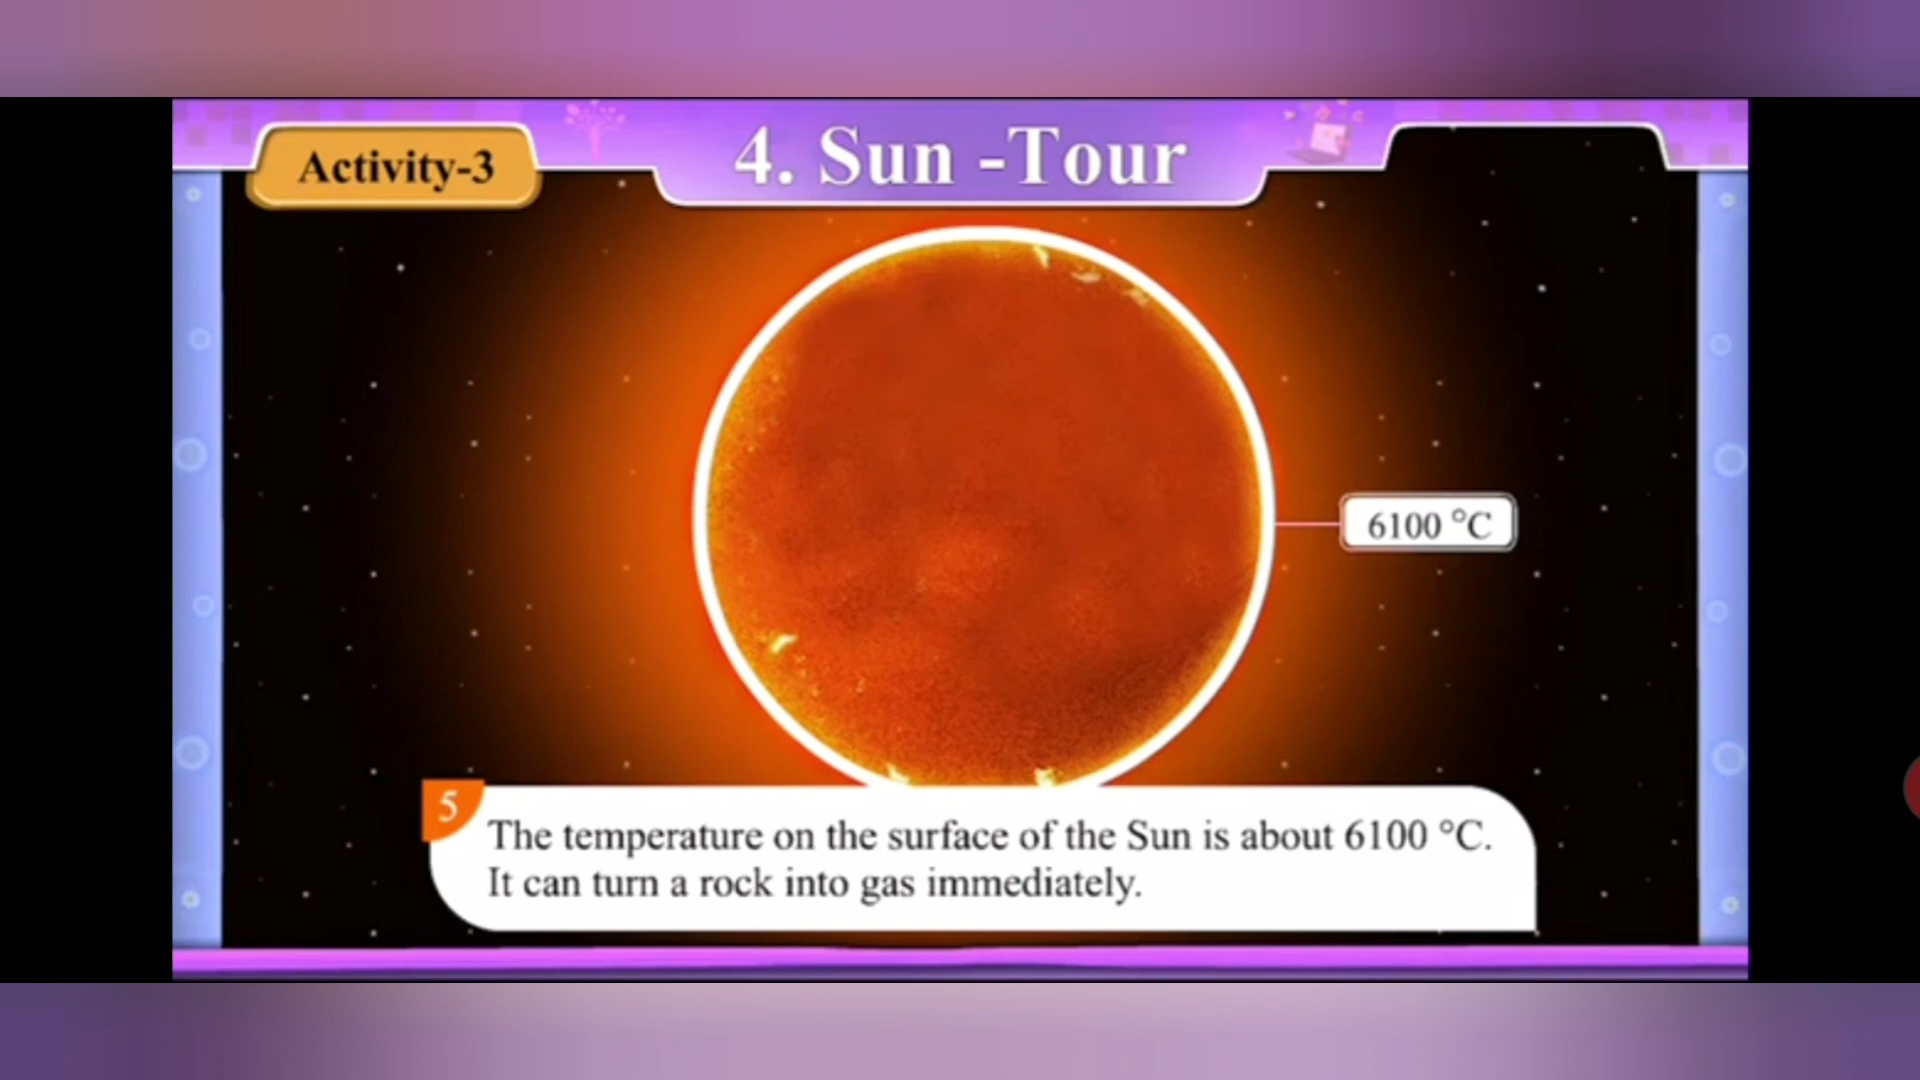 Activity-3
4. Sun -Tour
6100 °C
5
The temperature on the surface of the Sun is about 6100 °C.
It can turn a rock into gas immediately.